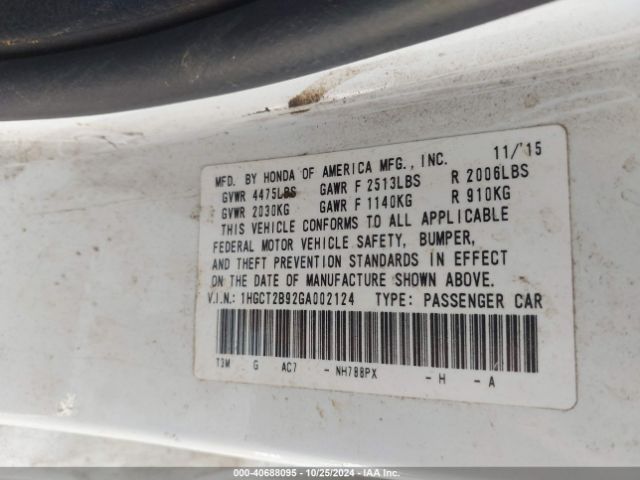 MFD. BY HONDA OF AMERICA MFG., INC. 11/'15
GVWR 4475LBS GAWR F 2513LBS R 2006LBS
GVWR 2030KG GAWR F 1140KG R 910KG
THIS VEHICLE CONFORMS TO ALL APPLICABLE
FEDERAL MOTOR VEHICLE SAFETY, BUMPER,
AND THEFT PREVENTION STANDARDS IN EFFECT
ON THE DATE OF MANUFACTURE SHOWN ABOVE.
V.I.N.: 1HGCT2B92GA002124 TYPE: PASSENGER CAR
T3M G AC7 - NH788PX - H - A
000-40688095 - 10/25/2024 - IAA Inc.